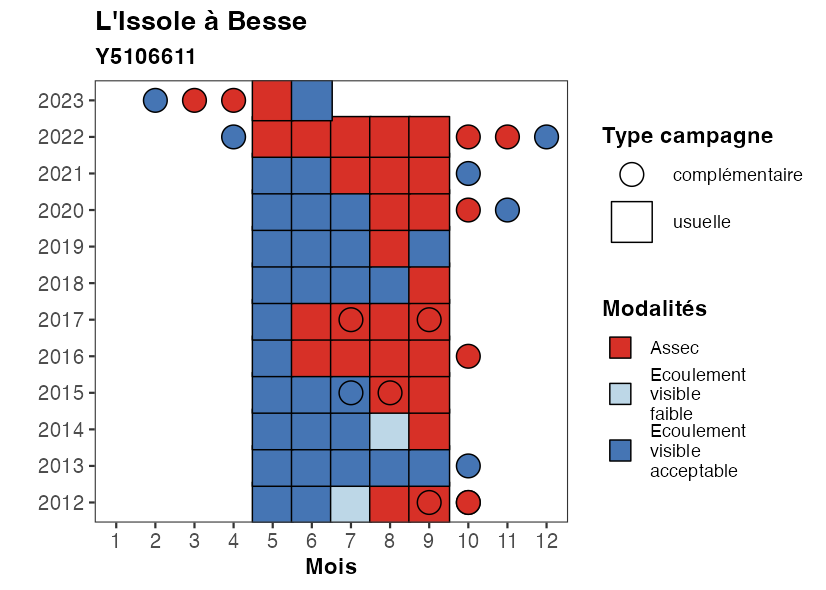 L'Issole à Besse
Y5106611
2023
2022
2021
2020
2019
2018
2017
2016
2015
2014
2013
2012
1 2 3 4 5 6 7 8 9 10 11 12
Mois
Type campagne
complémentaire
usuelle
Modalités
Assec
Ecoulement
visible
faible
Ecoulement
visible
acceptable